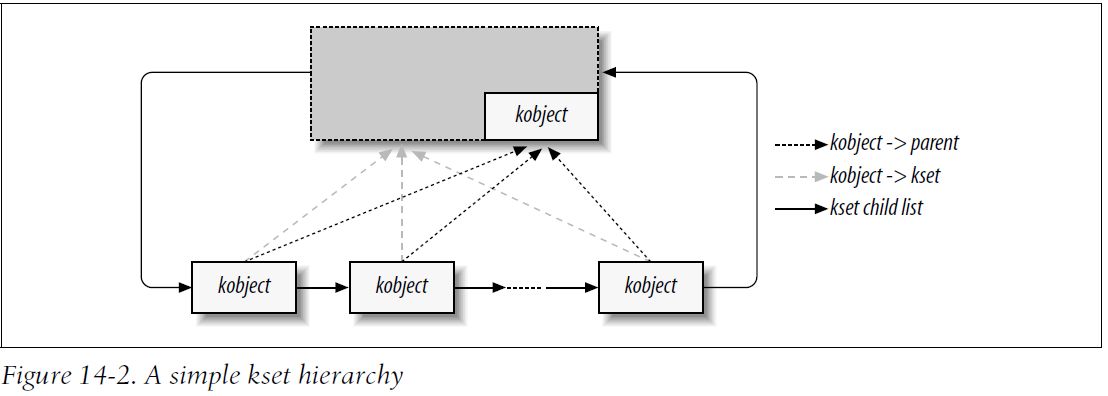 kobject
kobject -> parent
kobject -> kset
kset child list
kobject
kobject
kobject
Figure 14-2. A simple kset hierarchy